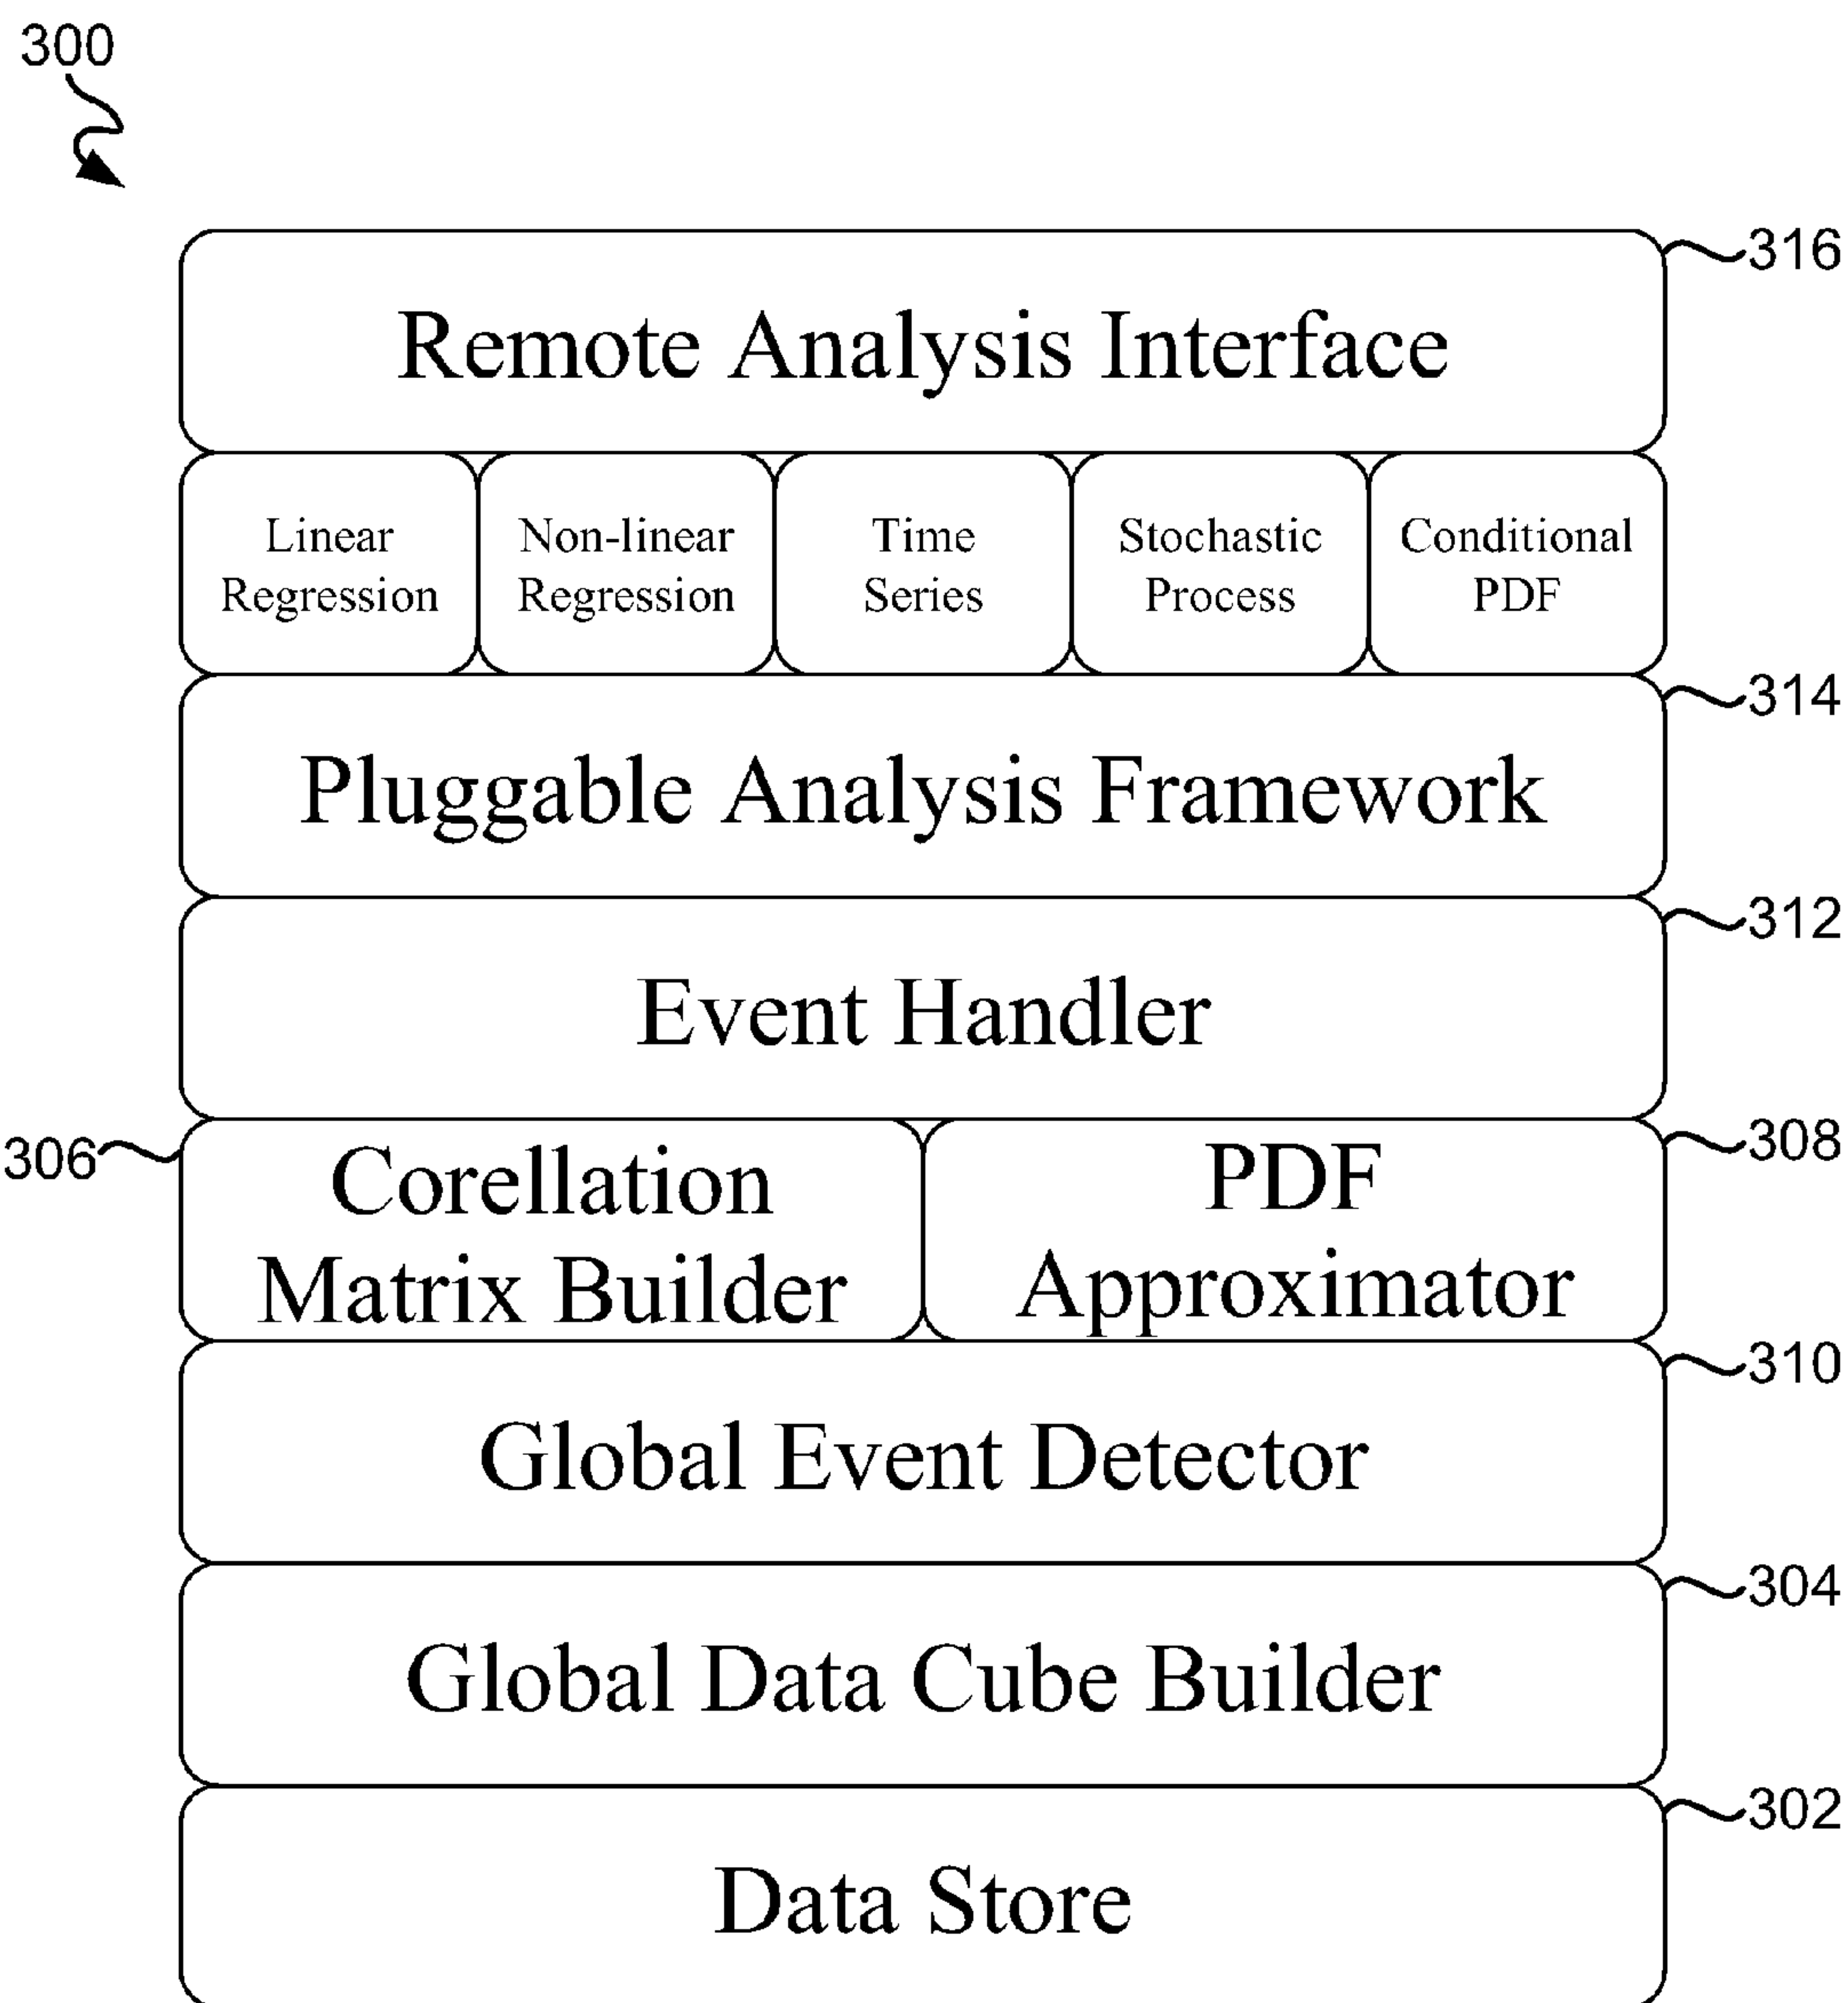 300
316
Remote Analysis Interface
Linear
Regression
Non-linear
Regression
Time
Series
Stochastic
Process
Conditional
PDF
314
Pluggable Analysis Framework
312
Event Handler
306
Corellation
Matrix Builder
308
PDF
Approximator
310
Global Event Detector
304
Global Data Cube Builder
302
Data Store